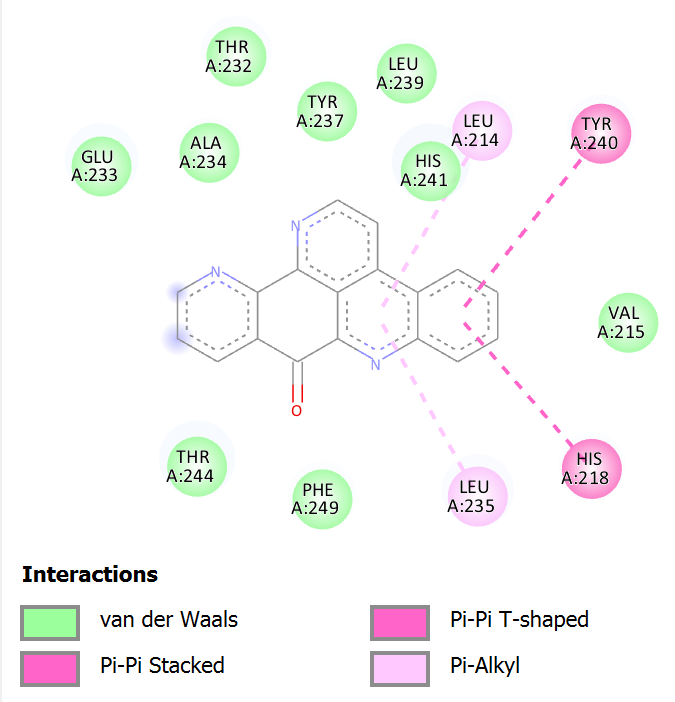 THR
A:232
LEU
A:239
TYR
A:237
LEU
A:214
TYR
A:240
ALA
A:234
GLU
A:233
HIS
A:241
N
N
VAL
A:215
N
O
THR
A:244
PHE
A:249
LEU
A:235
HIS
A:218
Interactions
van der Waals
Pi-Pi Stacked
Pi-Pi T-shaped
Pi-Alkyl